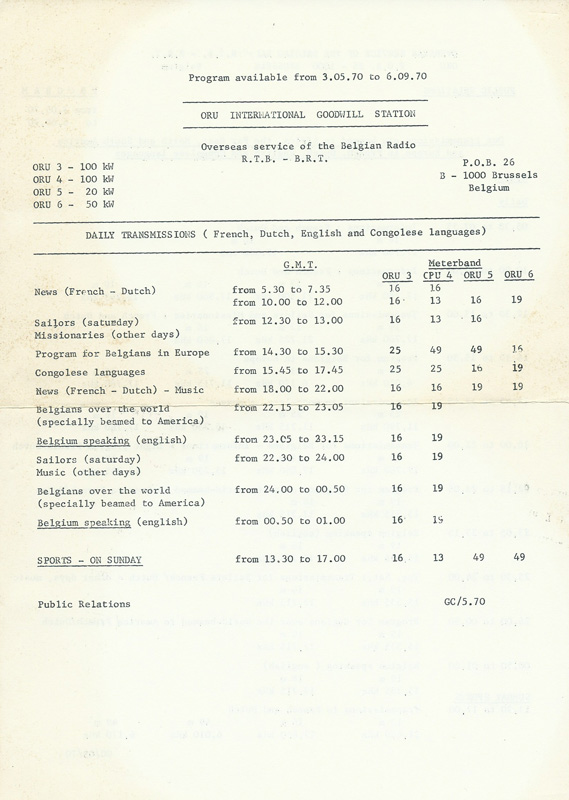 Program available from 3.05.70 to 6.09.70
ORU INTERNATIONAL GOODWILL STATION
Overseas service of the Belgian Radio
R.T.B. - B.R.T.
P.O.B. 26
B - 1000 Brussels
Belgium
ORU 3 - 100 kW
ORU 4 - 100 kW
ORU 5 - 20 kW
ORU 6 - 50 kW
DAILY TRANSMISSIONS ( French, Dutch, English and Congolese languages)
G.M.T. Meterband
ORU 3 CPU 4 ORU 5 ORU 6
News (French - Dutch) from 5.30 to 7.35 16 16
from 10.00 to 12.00 16 13 16 19
Sailors (saturday) from 12.30 to 13.00 16 13 16
Missionaries (other days)
Program for Belgians in Europe from 14.30 to 15.30 25 49 49 16
Congolese languages from 15.45 to 17.45 25 25 16 19
News (French - Dutch) - Music from 18.00 to 22.00 16 16 19 19
Belgians over the world from 22.15 to 23.05 16 19
(specially beamed to America)
Belgium speaking (english) from 23.05 to 23.15 16 19
Sailors (saturday) from 22.30 to 24.00 16 19
Music (other days)
Belgians over the world from 24.00 to 00.50 16 19
(specially beamed to America)
Belgium speaking (english) from 00.50 to 01.00 16 19
SPORTS - ON SUNDAY from 13.30 to 17.00 16 13 49 49
Public Relations GC/5.70